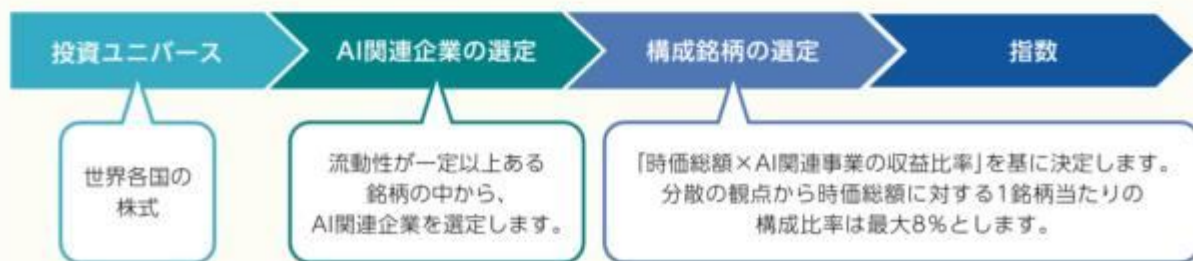 投資ユニバース
AI関連企業の選定
構成銘柄の選定
指数
世界各国の
株式
流動性が一定以上ある
銘柄の中から、
AI関連企業を選定します。
「時価総額×AI関連事業の収益比率」を基に決定します。
分散の観点から時価総額に対する1銘柄当たりの
構成比率は最大8%とします。